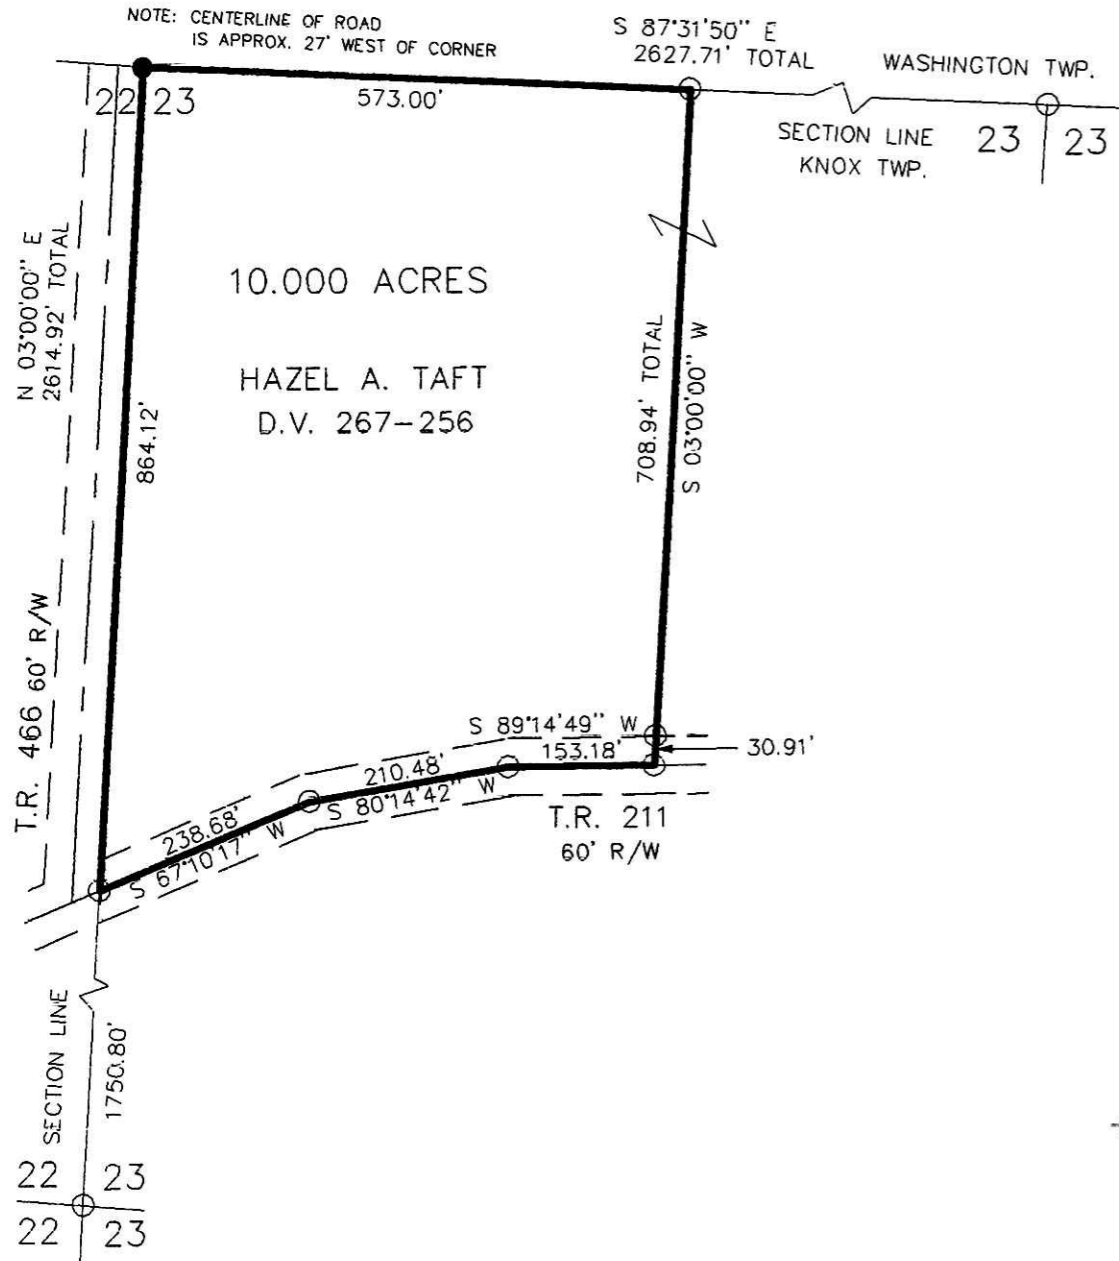 NOTE: CENTERLINE OF ROAD
IS APPROX. 27' WEST OF CORNER
S 87°31'50" E
2627.71' TOTAL
WASHINGTON TWP.
22 23
573.00'
SECTION LINE
KNOX TWP.
23 23
N 03°00'00" E
2614.92' TOTAL
10.000 ACRES
HAZEL A. TAFT
D.V. 267-256
864.12'
708.94' TOTAL
S 03°00'00" W
T.R. 466 60' R/W
S 89°14'49" W
153.18'
30.91'
210.48'
S 80°14'42" W
238.68'
S 67°10'17" W
T.R. 211
60' R/W
SECTION LINE
1750.80'
22 23
22 23